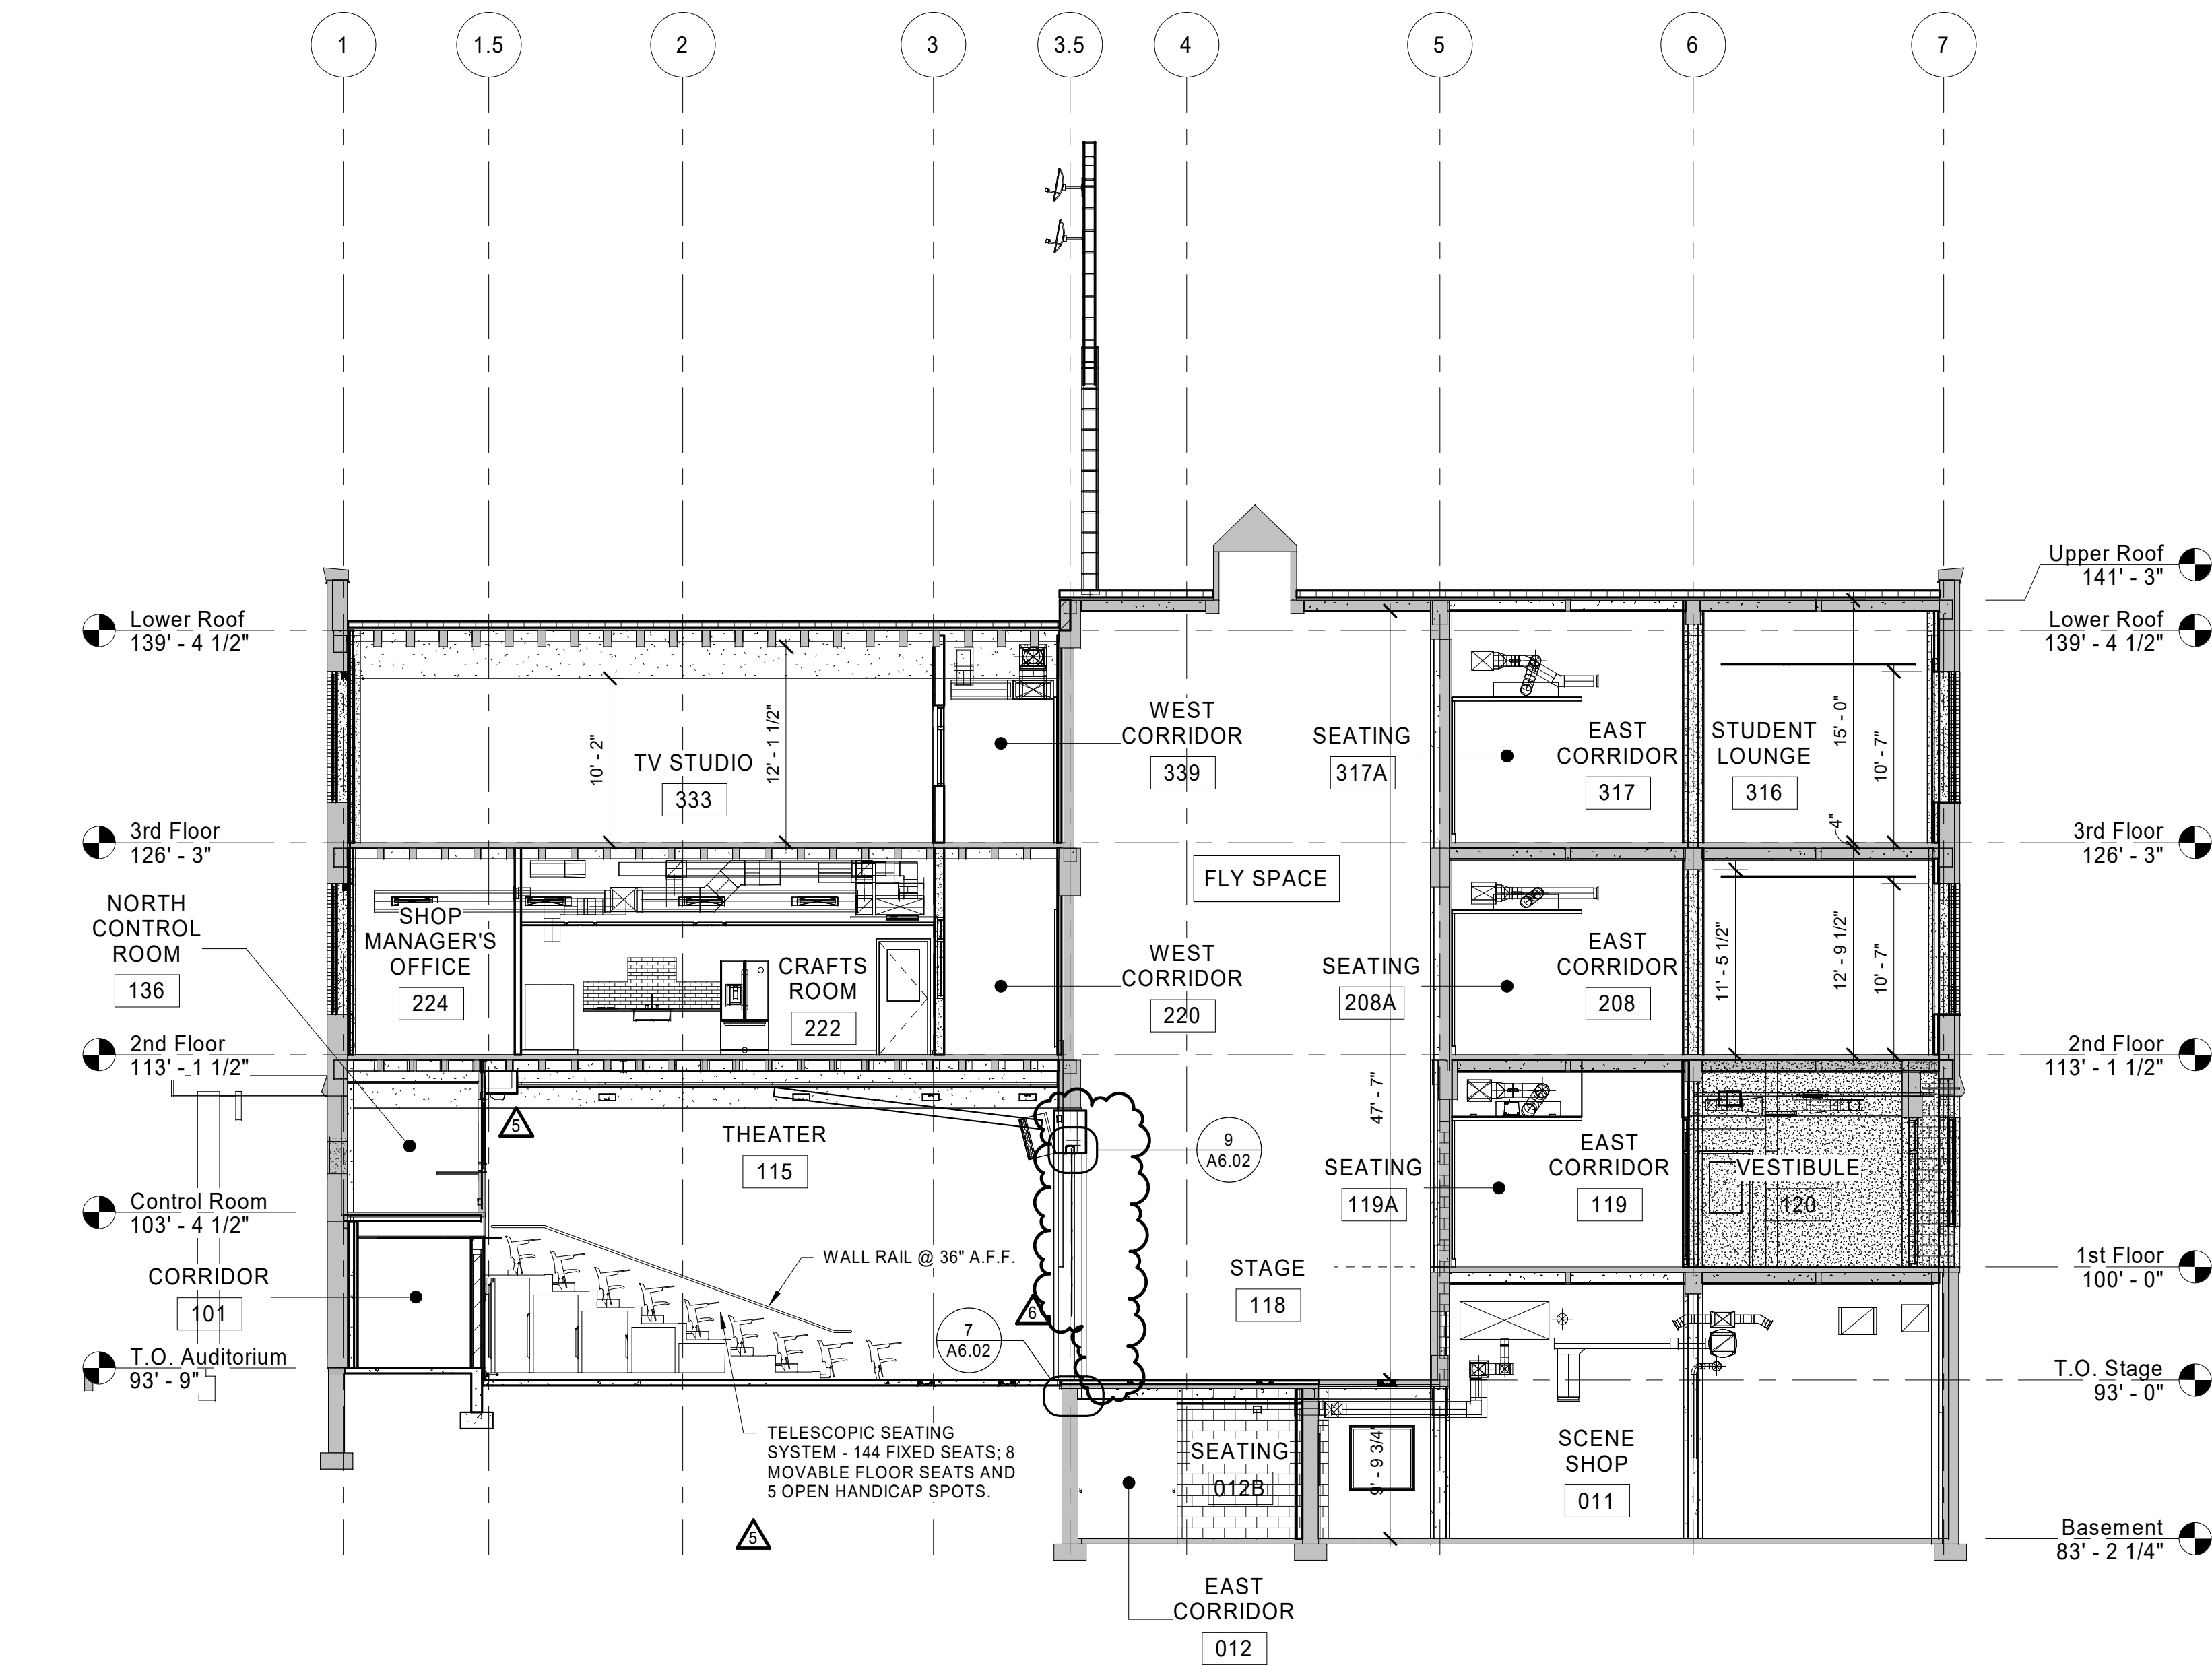 1
1.5
2
3
3.5
4
5
6
7
Upper Roof
141' - 3"
Lower Roof
139' - 4 1/2"
Lower Roof
139' - 4 1/2"
10' - 2"
12' - 1 1/2"
TV STUDIO
333
WEST
CORRIDOR
339
SEATING
317A
EAST
CORRIDOR
317
STUDENT
LOUNGE
316
15' - 0"
10' - 7"
4"
3rd Floor
126' - 3"
3rd Floor
126' - 3"
FLY SPACE
NORTH
CONTROL
ROOM
136
SHOP
MANAGER'S
OFFICE
224
CRAFTS
ROOM
222
WEST
CORRIDOR
220
SEATING
208A
EAST
CORRIDOR
208
11' - 5 1/2"
12' - 9 1/2"
10' - 7"
2nd Floor
113' - 1 1/2"
2nd Floor
113' - 1 1/2"
47' - 7"
5
THEATER
115
9
A6.02
SEATING
119A
EAST
CORRIDOR
119
VESTIBULE
120
Control Room
103' - 4 1/2"
WALL RAIL @ 36" A.F.F.
CORRIDOR
101
STAGE
118
1st Floor
100' - 0"
6
7
A6.02
T.O. Auditorium
93' - 9"
T.O. Stage
93' - 0"
TELESCOPIC SEATING
SYSTEM - 144 FIXED SEATS; 8
MOVABLE FLOOR SEATS AND
5 OPEN HANDICAP SPOTS.
5
SEATING
012B
9' - 9 3/4"
SCENE
SHOP
011
Basement
83' - 2 1/4"
EAST
CORRIDOR
012